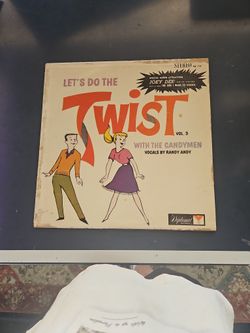 STEREO
JOEY DEE
LET'S DO THE
TWIST
VOL. 3
WITH THE CANDYMEN
VOCALS BY RANDY ANDY
Diplomat